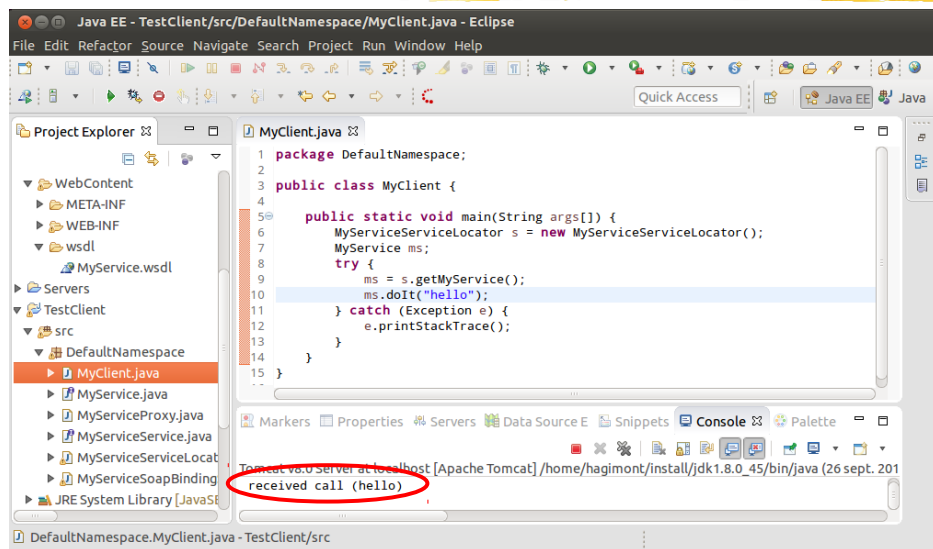 Java EE - TestClient/src/DefaultNamespace/MyClient.java - Eclipse
File Edit Refactor Source Navigate Search Project Run Window Help
Quick Access
Java EE
Java
Project Explorer
WebContent
META-INF
WEB-INF
wsdl
MyService.wsdl
Servers
TestClient
src
DefaultNamespace
MyClient.java
MyService.java
MyServiceProxy.java
MyServiceService.java
MyServiceServiceLocat
MyServiceSoapBinding
JRE System Library [JavaSE
MyClient.java
1 package DefaultNamespace;
2
3 public class MyClient {
4
5 public static void main(String args[]) {
6 MyServiceServiceLocator s = new MyServiceServiceLocator();
7 MyService ms;
8 try {
9 ms = s.getMyService();
10 ms.doIt("hello");
11 } catch (Exception e) {
12 e.printStackTrace();
13 }
14 }
15 }
Markers Properties Servers Data Source E Snippets Console Palette
Tomcat v8.0 Server at localhost [Apache Tomcat] /home/hagimont/install/jdk1.8.0_45/bin/java (26 sept. 201
received call (hello)
DefaultNamespace.MyClient.java - TestClient/src